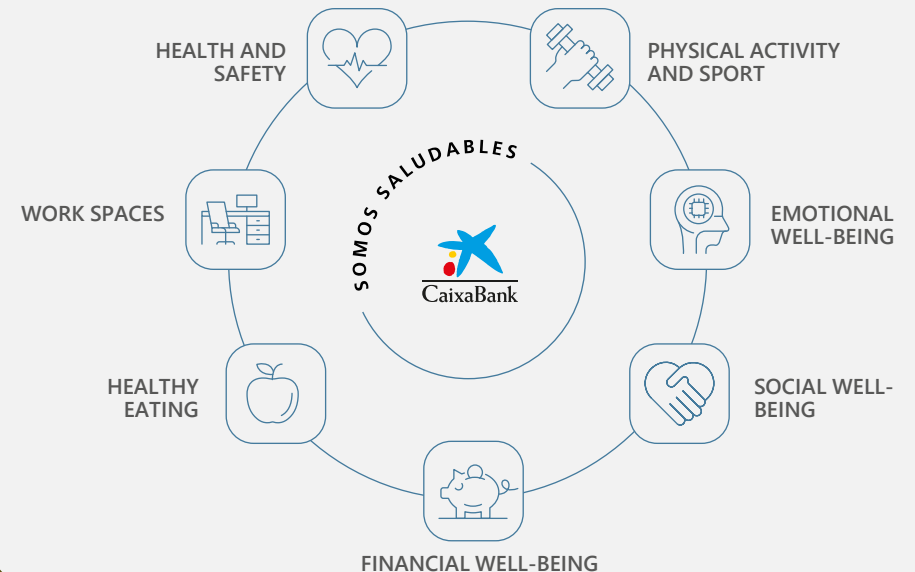 HEALTH AND
SAFETY
PHYSICAL ACTIVITY
AND SPORT
SOMOS SALUDABLES
WORK SPACES
EMOTIONAL
WELL-BEING
CaixaBank
HEALTHY
EATING
SOCIAL WELL-
BEING
FINANCIAL WELL-BEING